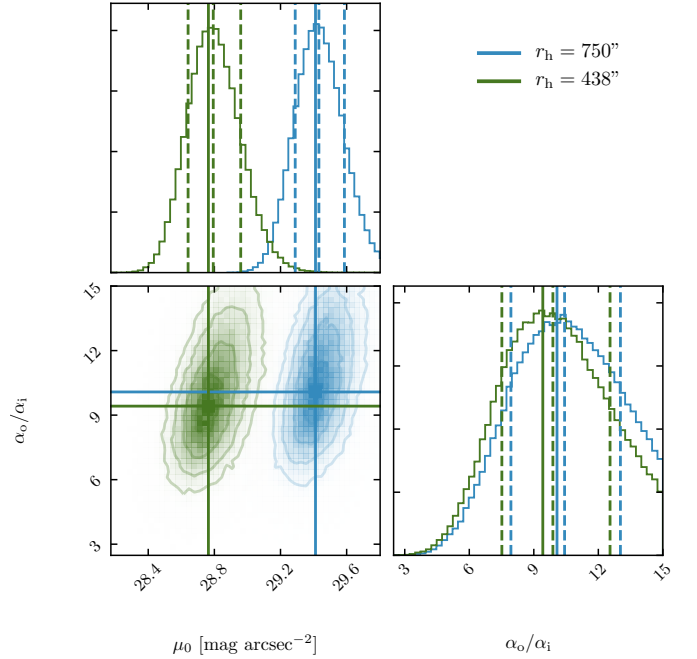 r_h = 750"
r_h = 438"
15
12
9
6
3
α_o/α_i
28.4
28.8
29.2
29.6
3
6
9
12
15
μ_0 [mag arcsec^−2]
α_o/α_i